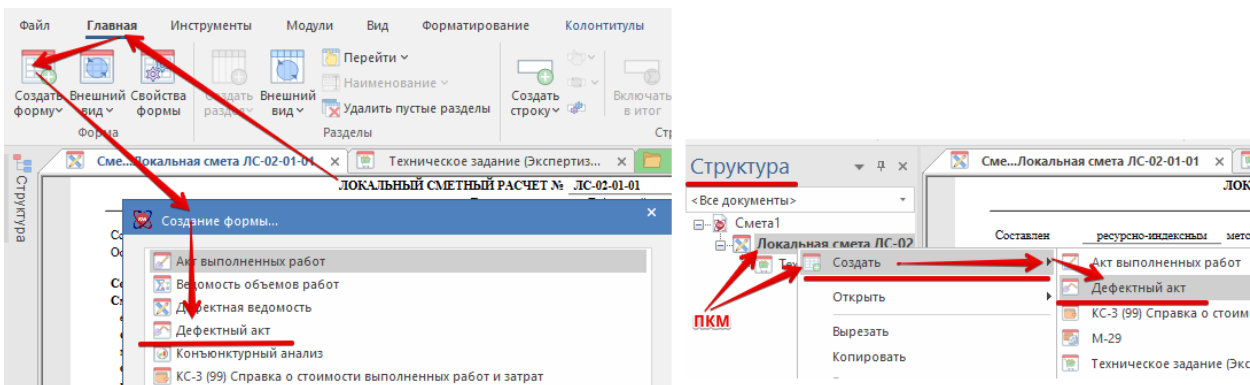 Файл Главная Инструменты Модули Вид Форматирование Колонтитулы
Создать форму Внешний вид Свойства формы Создать раздел Внешний вид
Перейти
Наименование
Удалить пустые разделы
Создать строку
Включать в итог
Форма Разделы
Сме...Локальная смета ЛС-02-01-01 Техническое задание (Экспертиз...
Структура
ЛОКАЛЬНЫЙ СМЕТНЫЙ РАСЧЕТ № ЛС-02-01-01
Создание формы...
Акт выполненных работ
Ведомость объемов работ
Дефектная ведомость
Дефектный акт
Конъюнктурный анализ
КС-3 (99) Справка о стоимости выполненных работ и затрат
Структура
<Все документы>
Смета1
Локальная смета ЛС-02
Тех
ПКМ
Создать
Открыть
Вырезать
Копировать
Сме...Локальная смета ЛС-02-01-01
ЛОК
Составлен ресурсно-индексным мето
Акт выполненных работ
Дефектный акт
КС-3 (99) Справка о стоим
М-29
Техническое задание (Экс